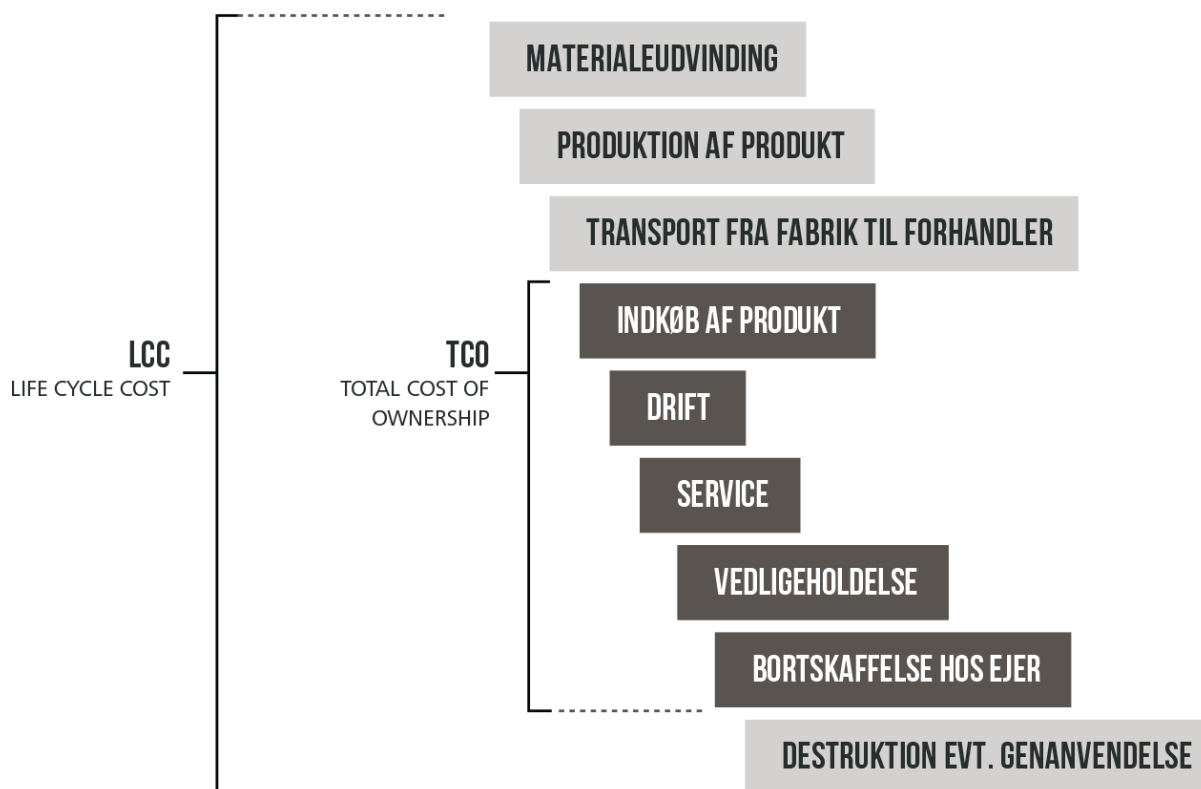 MATERIALEUDVINDING
PRODUKTION AF PRODUKT
TRANSPORT FRA FABRIK TIL FORHANDLER
INDKØB AF PRODUKT
LCC
LIFE CYCLE COST
TCO
TOTAL COST OF
OWNERSHIP
DRIFT
SERVICE
VEDLIGEHOLDELSE
BORTSKAFFELSE HOS EJER
DESTRUKTION EVT. GENANVENDELSE